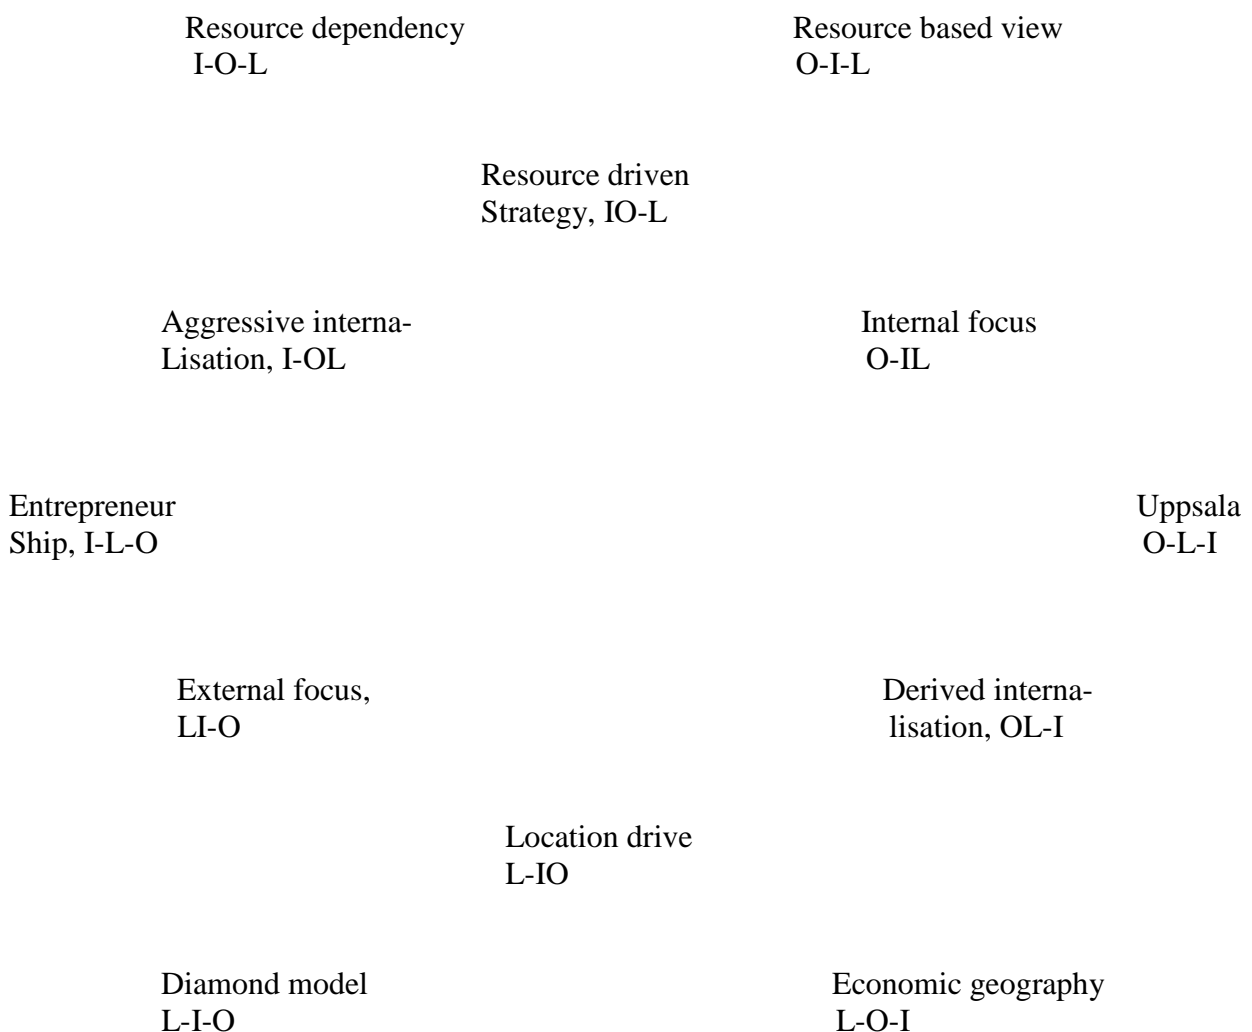 Resource dependency
I-O-L
Resource based view
O-I-L
Resource driven
Strategy, IO-L
Aggressive interna-
Lisation, I-OL
Internal focus
O-IL
Entrepreneur
Ship, I-L-O
Uppsala
O-L-I
External focus,
LI-O
Derived interna-
lisation, OL-I
Location drive
L-IO
Diamond model
L-I-O
Economic geography
L-O-I